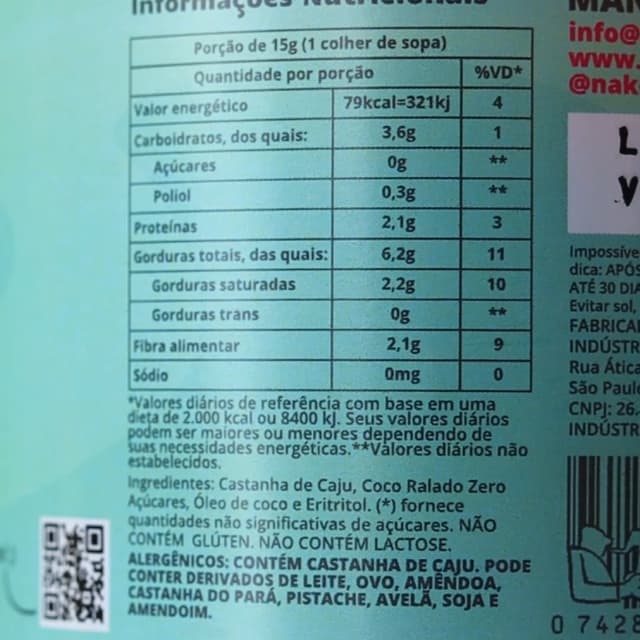 Informações Nutricionais
Porção de 15g (1 colher de sopa)
Quantidade por porção %VD*
Valor energético 79kcal=321kj 4
Carboidratos, dos quais: 3,6g 1
Açúcares 0g **
Poliol 0,3g **
Proteínas 2,1g 3
Gorduras totais, das quais: 6,2g 11
Gorduras saturadas 2,2g 10
Gorduras trans 0g **
Fibra alimentar 2,1g 9
Sódio 0mg 0
*Valores diários de referência com base em uma
dieta de 2.000 kcal ou 8400 kJ. Seus valores diários
podem ser maiores ou menores dependendo de
suas necessidades energéticas.**Valores diários não
estabelecidos.
Ingredientes: Castanha de Caju, Coco Ralado Zero
Açúcares, Óleo de coco e Eritritol. (*) fornece
quantidades não significativas de açúcares. NÃO
CONTÉM GLÚTEN. NÃO CONTÉM LACTOSE.
ALERGÊNICOS: CONTÉM CASTANHA DE CAJU. PODE
CONTER DERIVADOS DE LEITE, OVO, AMÊNDOA,
CASTANHA DO PARÁ, PISTACHE, AVELÃ, SOJA E
AMENDOIM.
info@
www.
@nak
L
V
Impossíve
dica: APÓS
ATÉ 30 DIA
Evitar sol,
FABRICA
INDÚSTR
Rua Ática
São Paul
CNPJ: 26.
INDÚSTR
0 7428